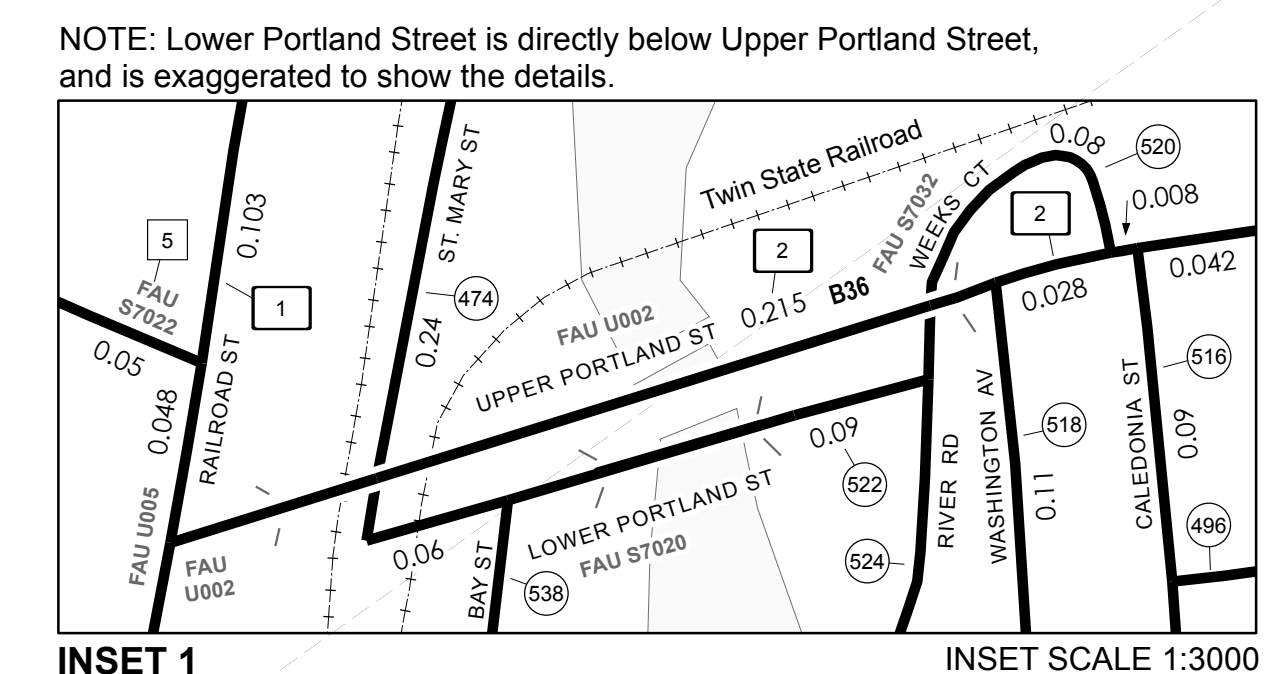 NOTE: Lower Portland Street is directly below Upper Portland Street,
and is exaggerated to show the details.
0.08
520
Twin State Railroad
ST. MARY ST
0.103
WEEKS CT
FAU S7032
2
0.008
5
2
FAU
S7022
1
474
0.042
B36
0.028
0.215
FAU U002
0.24
0.05
UPPER PORTLAND ST
516
0.048
RAILROAD ST
CALEDONIA ST
WASHINGTON AV
518
0.09
0.09
522
RIVER RD
0.11
LOWER PORTLAND ST
FAU S7020
FAU U005
496
0.06
524
FAU
U002
BAY ST
538
INSET 1
INSET SCALE 1:3000